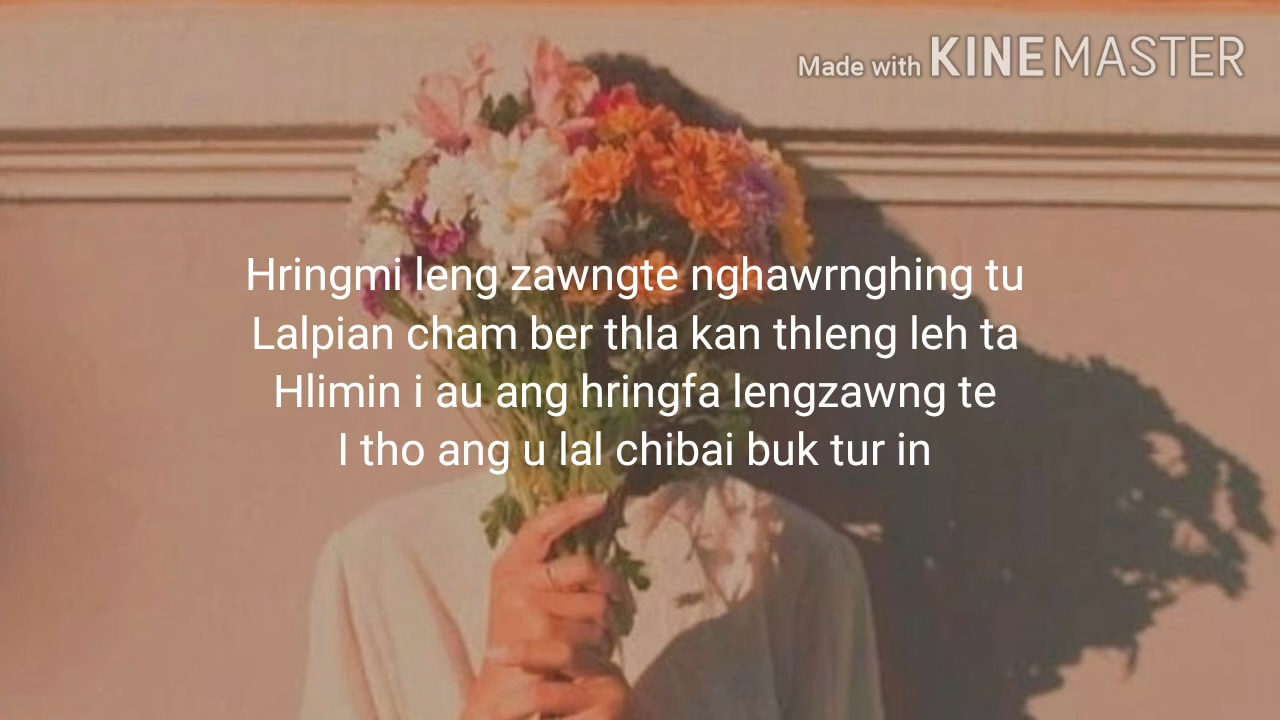 Made with KINEMASTER
Hringmi leng zawngte nghawrnghing tu
Lalpian cham ber thla kan thleng leh ta
Hlimin i au ang hringfa lengzawng te
I tho ang u lal chibai buk tur in